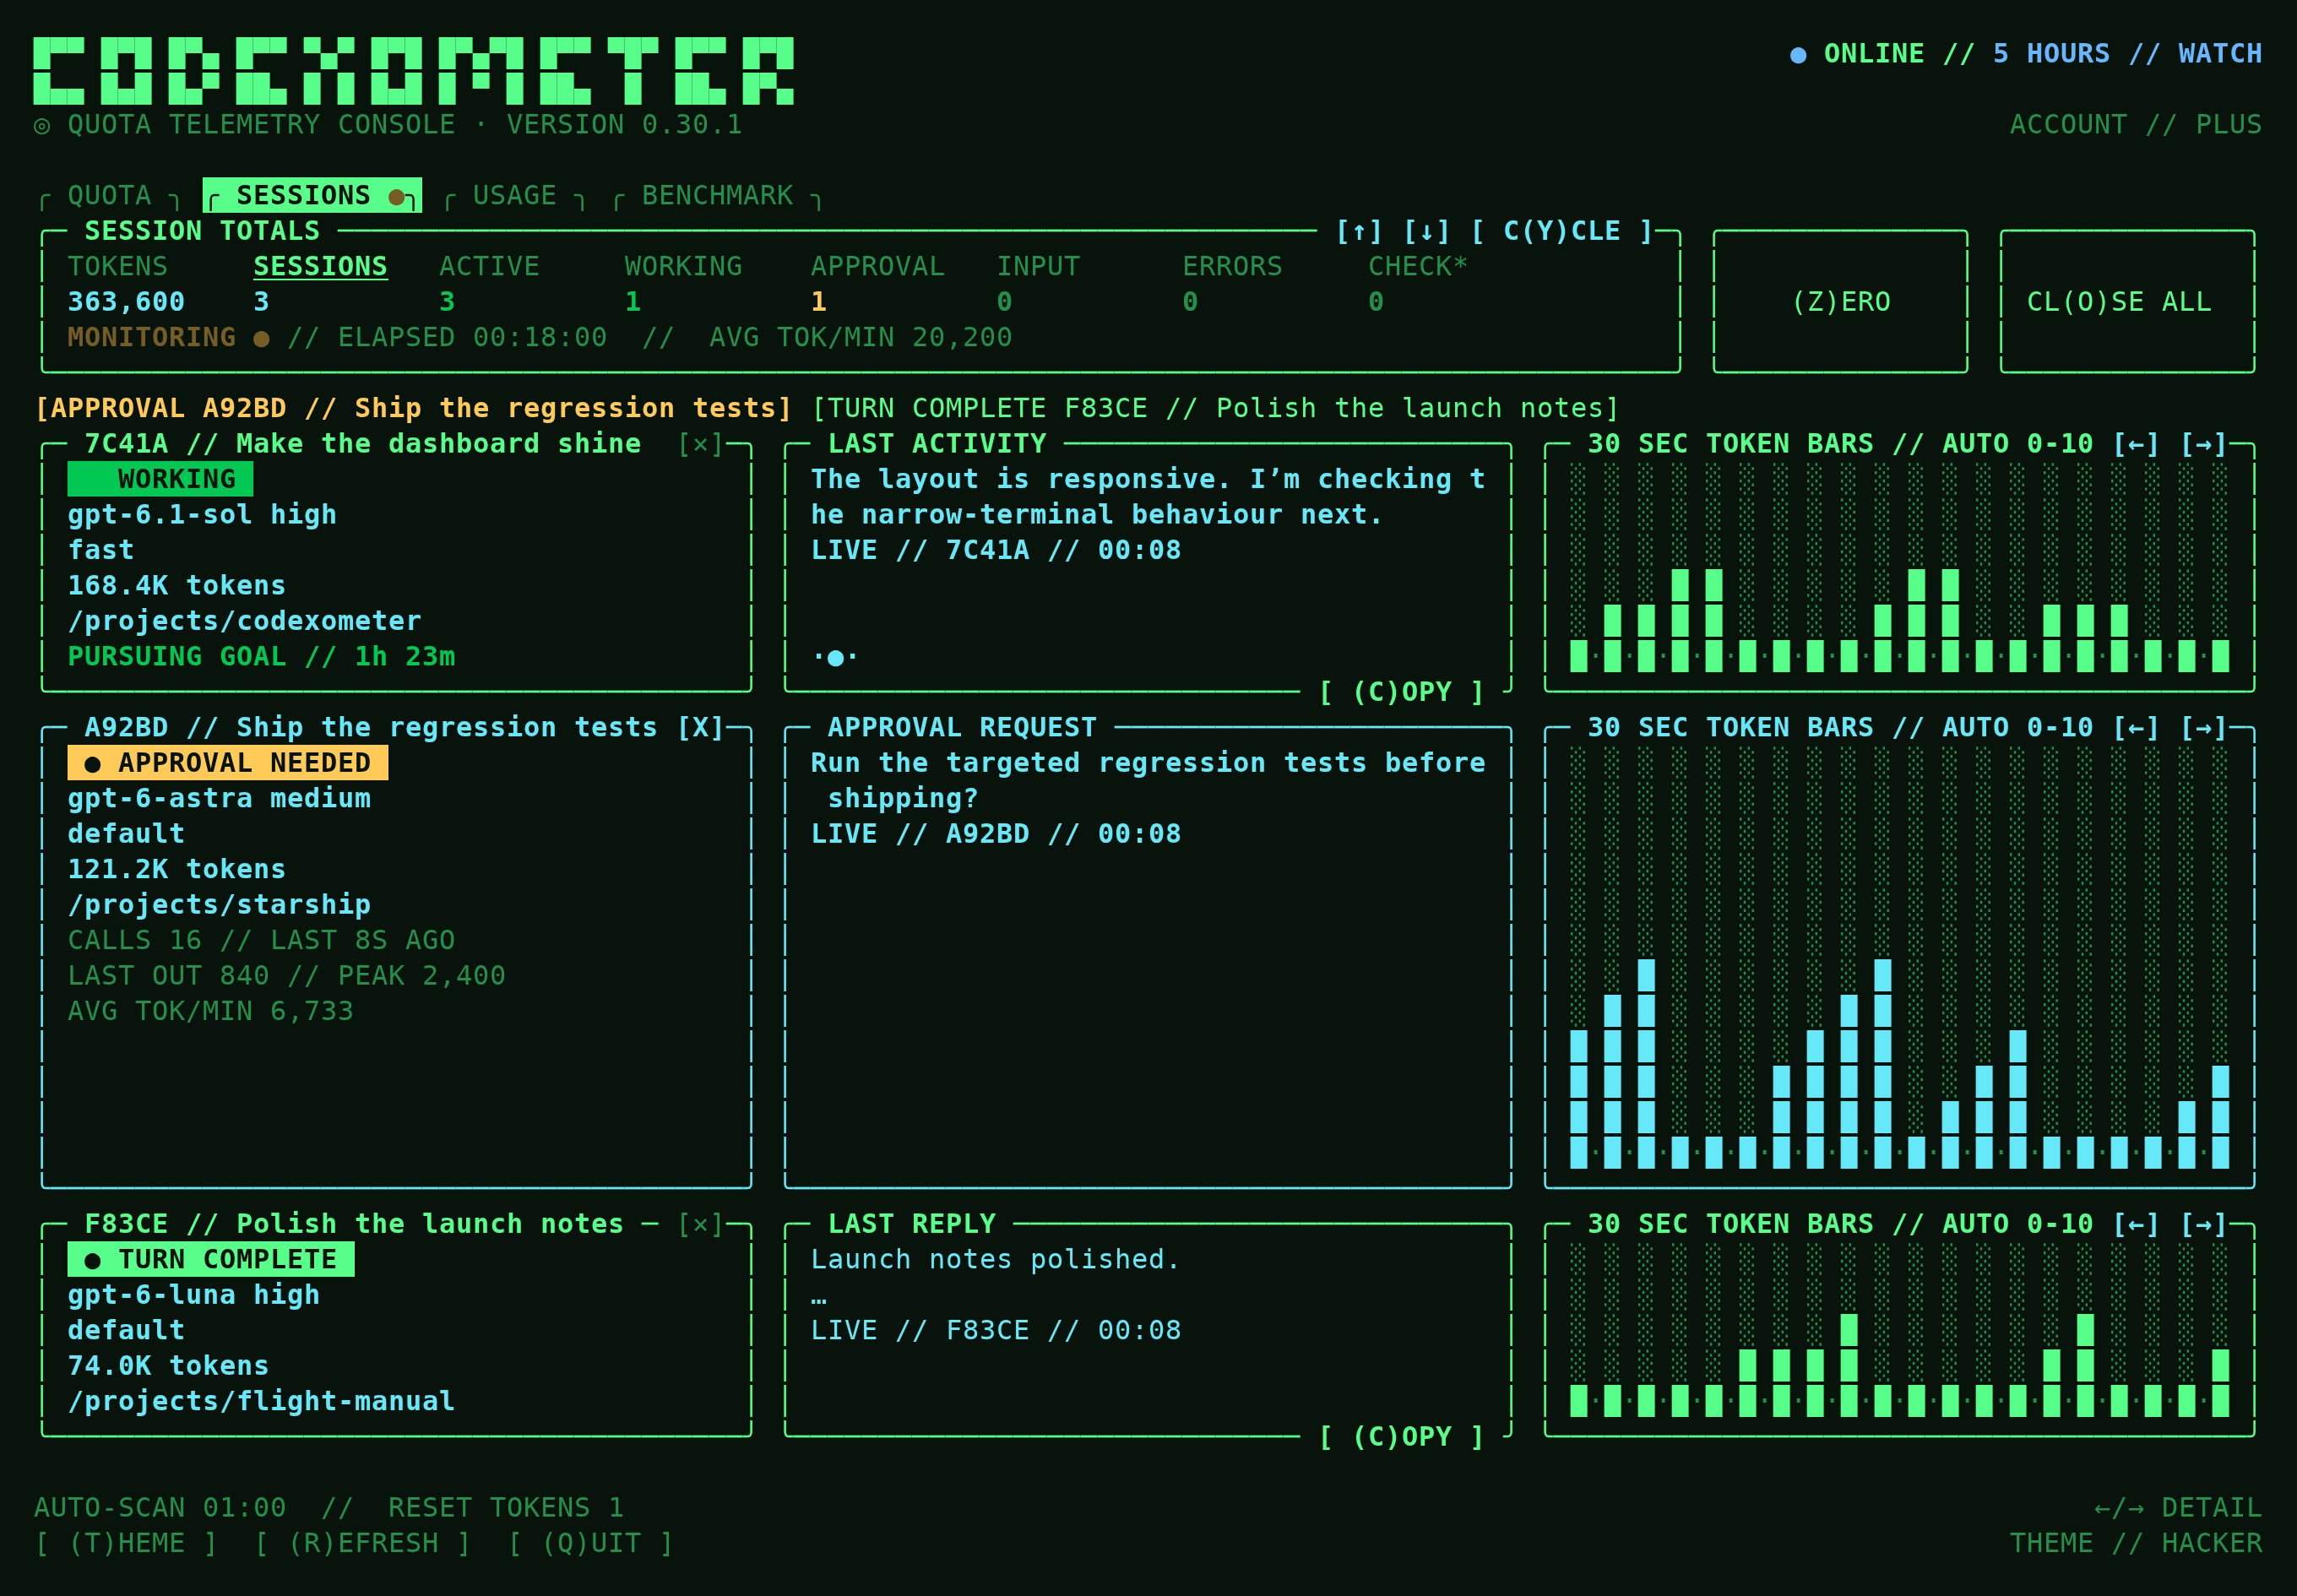 CODEXOMETER
● ONLINE // 5 HOURS // WATCH
◎ QUOTA TELEMETRY CONSOLE · VERSION 0.30.1
ACCOUNT // PLUS
QUOTA SESSIONS ● USAGE BENCHMARK
SESSION TOTALS [↑] [↓] [ C(Y)CLE ]
TOKENS SESSIONS ACTIVE WORKING APPROVAL INPUT ERRORS CHECK*
363,600 3 3 1 1 0 0 0
(Z)ERO
CL(O)SE ALL
MONITORING ● // ELAPSED 00:18:00 // AVG TOK/MIN 20,200
[APPROVAL A92BD // Ship the regression tests] [TURN COMPLETE F83CE // Polish the launch notes]
7C41A // Make the dashboard shine [×]
WORKING
gpt-6.1-sol high
fast
168.4K tokens
/projects/codexometer
PURSUING GOAL // 1h 23m
LAST ACTIVITY
The layout is responsive. I’m checking t
he narrow-terminal behaviour next.
LIVE // 7C41A // 00:08
·●·
[ (C)OPY ]
30 SEC TOKEN BARS // AUTO 0-10 [←] [→]
A92BD // Ship the regression tests [X]
● APPROVAL NEEDED
gpt-6-astra medium
default
121.2K tokens
/projects/starship
CALLS 16 // LAST 8S AGO
LAST OUT 840 // PEAK 2,400
AVG TOK/MIN 6,733
APPROVAL REQUEST
Run the targeted regression tests before
shipping?
LIVE // A92BD // 00:08
30 SEC TOKEN BARS // AUTO 0-10 [←] [→]
F83CE // Polish the launch notes [×]
● TURN COMPLETE
gpt-6-luna high
default
74.0K tokens
/projects/flight-manual
LAST REPLY
Launch notes polished.
…
LIVE // F83CE // 00:08
[ (C)OPY ]
30 SEC TOKEN BARS // AUTO 0-10 [←] [→]
AUTO-SCAN 01:00 // RESET TOKENS 1
←/→ DETAIL
[ (T)HEME ] [ (R)EFRESH ] [ (Q)UIT ]
THEME // HACKER